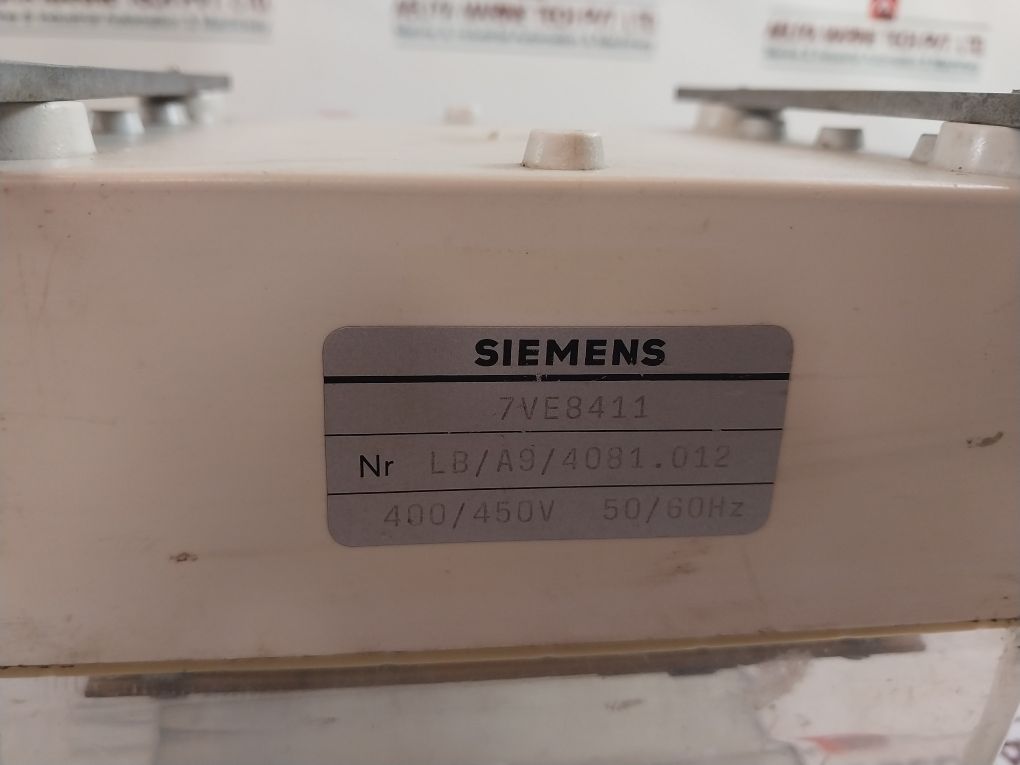 SIEMENS
7VE8411
Nr LB/A9/4081.012
400/450V 50/60Hz